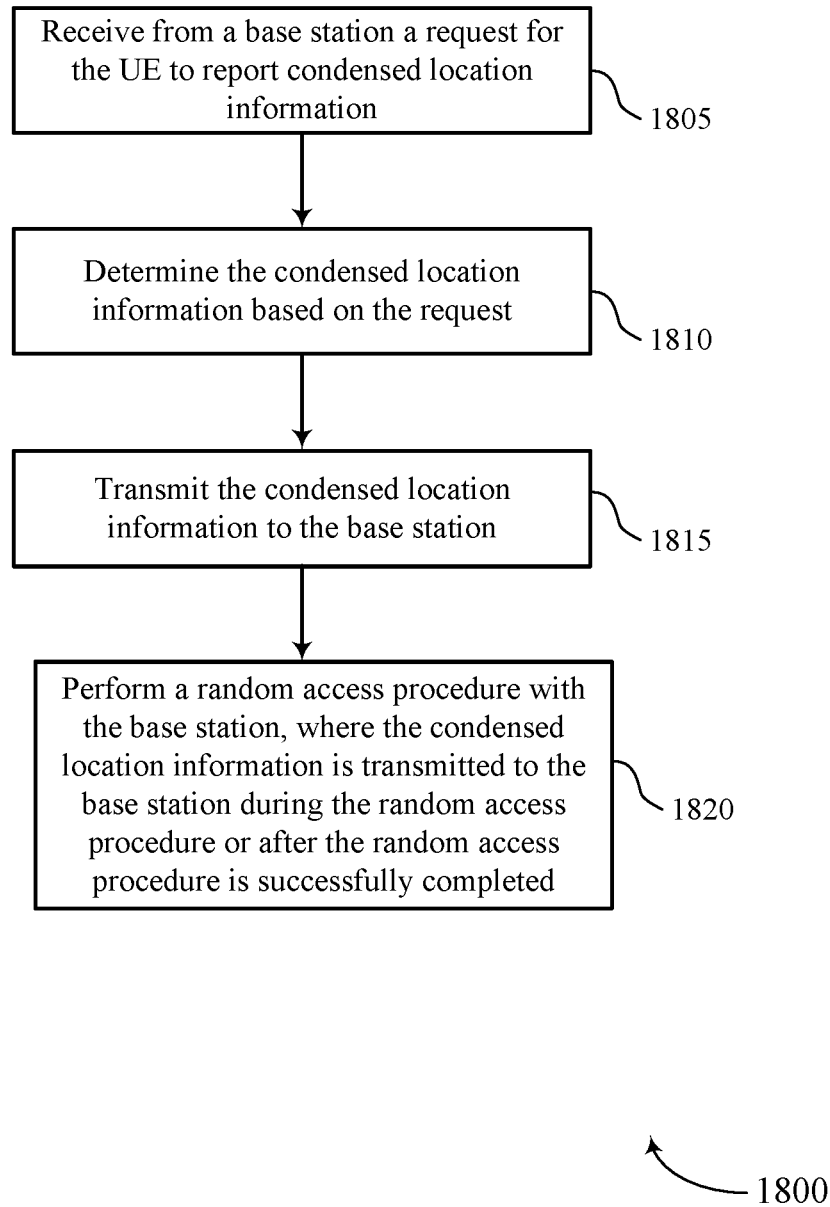 Receive from a base station a request for
the UE to report condensed location
information
1805
Determine the condensed location
information based on the request
1810
Transmit the condensed location
information to the base station
1815
Perform a random access procedure with
the base station, where the condensed
location information is transmitted to the
base station during the random access
procedure or after the random access
procedure is successfully completed
1820
1800